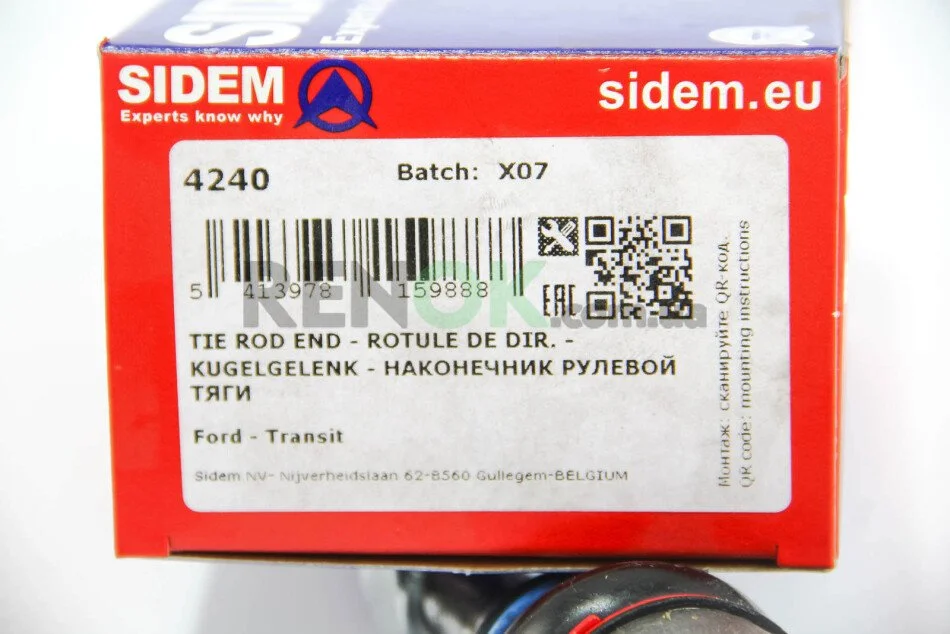 SIDEM
Experts know why
sidem.eu
4240
Batch: X07
5 413978 159888
EAC
RENOK.com.ua
TIE ROD END - ROTULE DE DIR. -
KUGELGELENK - НАКОНЕЧНИК РУЛЕВОЙ
ТЯГИ
Ford - Transit
Sidem NV- Nijverheidslaan 62-8560 Gullegem-BELGIUM
Монтаж: сканируйте QR-код.
QR code: mounting instructions